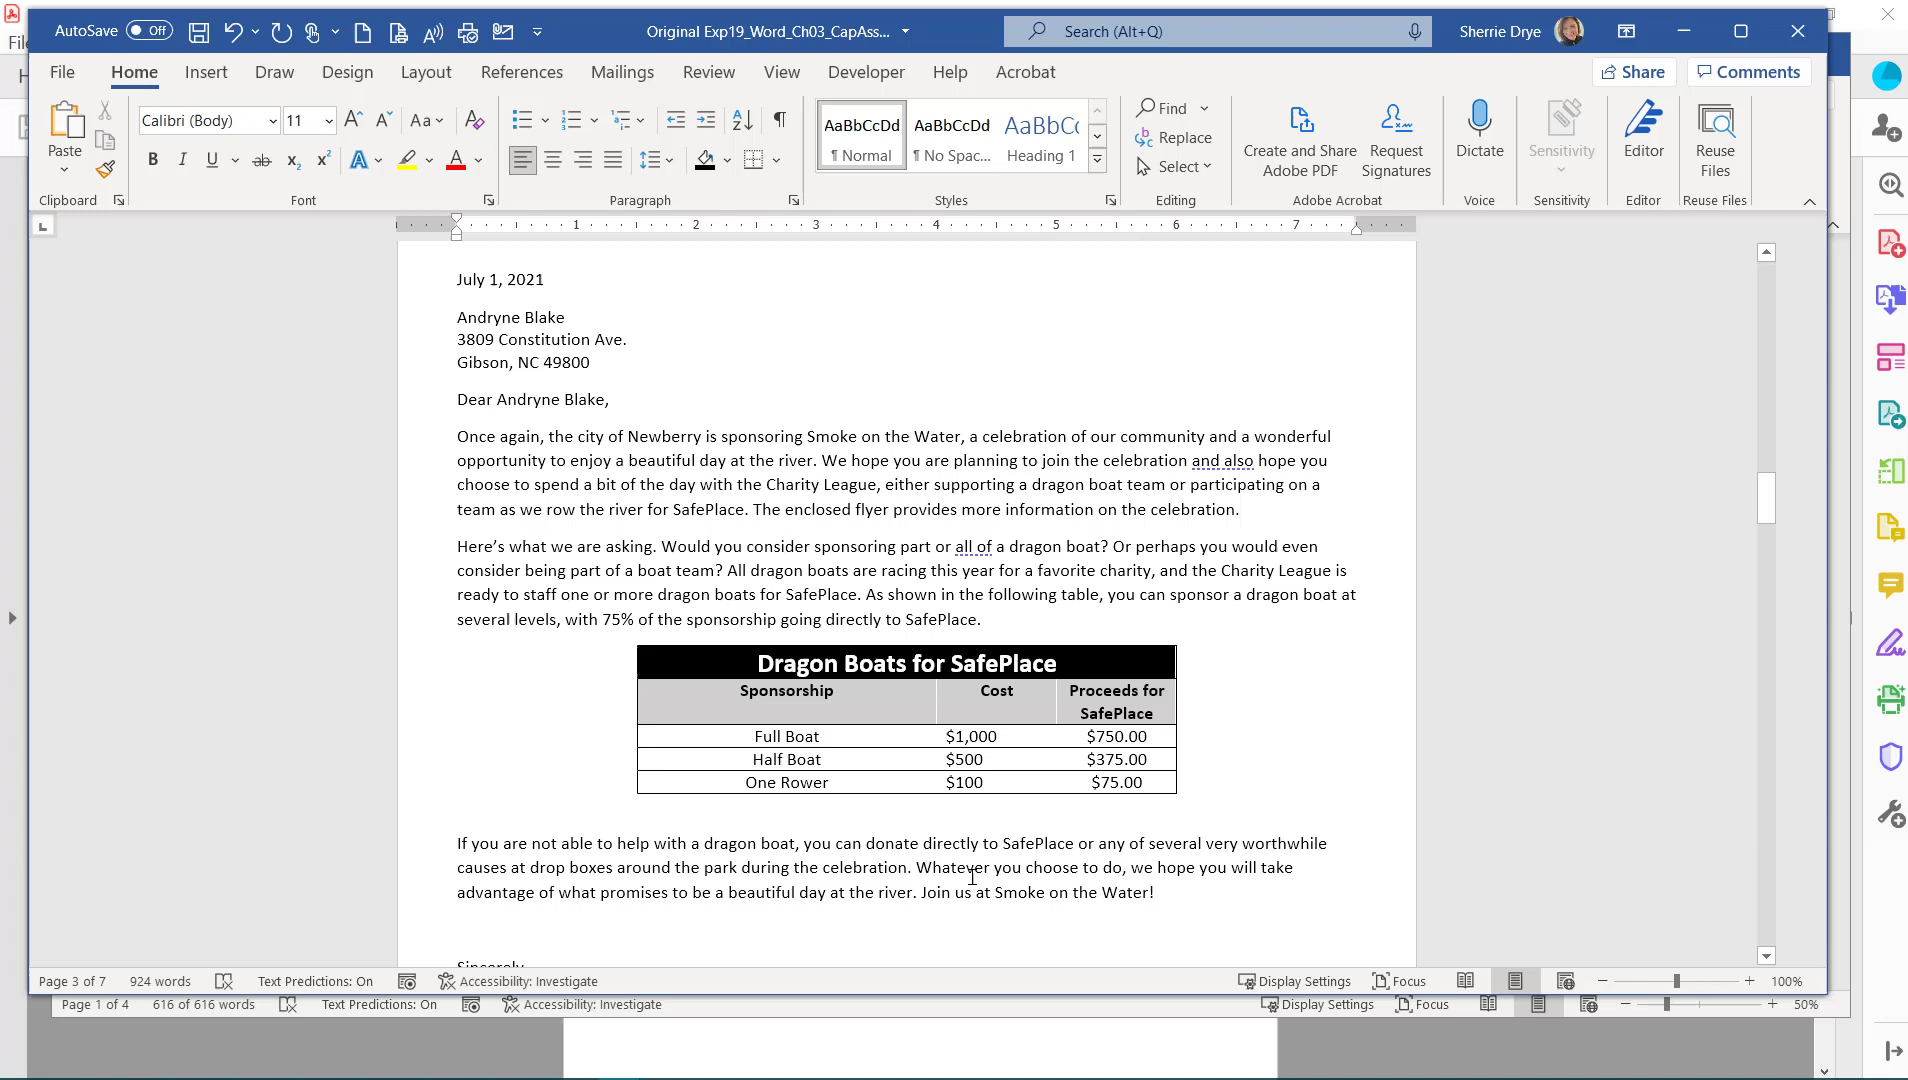 AutoSave Off Original Exp19_Word_Ch03_CapAss... Search (Alt+Q) Sherrie Drye
File Home Insert Draw Design Layout References Mailings Review View Developer Help Acrobat Share Comments
Calibri (Body) 11 Aa AaBbCcDd AaBbCcDd Find
Paste ¶ Normal ¶ No Spac... Heading 1 Replace Create and Share Adobe PDF Request Signatures Dictate Sensitivity Editor Reuse Files
Select
Clipboard Font Paragraph Styles Editing Adobe Acrobat Voice Sensitivity Editor Reuse Files
1 2 3 4 5 6 7
July 1, 2021
Andryne Blake
3809 Constitution Ave.
Gibson, NC 49800
Dear Andryne Blake,
Once again, the city of Newberry is sponsoring Smoke on the Water, a celebration of our community and a wonderful
opportunity to enjoy a beautiful day at the river. We hope you are planning to join the celebration and also hope you
choose to spend a bit of the day with the Charity League, either supporting a dragon boat team or participating on a
team as we row the river for SafePlace. The enclosed flyer provides more information on the celebration.
Here’s what we are asking. Would you consider sponsoring part or all of a dragon boat? Or perhaps you would even
consider being part of a boat team? All dragon boats are racing this year for a favorite charity, and the Charity League is
ready to staff one or more dragon boats for SafePlace. As shown in the following table, you can sponsor a dragon boat at
several levels, with 75% of the sponsorship going directly to SafePlace.
Dragon Boats for SafePlace
Sponsorship Cost Proceeds for SafePlace
Full Boat $1,000 $750.00
Half Boat $500 $375.00
One Rower $100 $75.00
If you are not able to help with a dragon boat, you can donate directly to SafePlace or any of several very worthwhile
causes at drop boxes around the park during the celebration. Whatever you choose to do, we hope you will take
advantage of what promises to be a beautiful day at the river. Join us at Smoke on the Water!
Sincerely
Page 3 of 7 924 words Text Predictions: On Accessibility: Investigate Display Settings Focus 100%
Page 1 of 4 616 of 616 words Text Predictions: On Accessibility: Investigate Display Settings Focus 50%